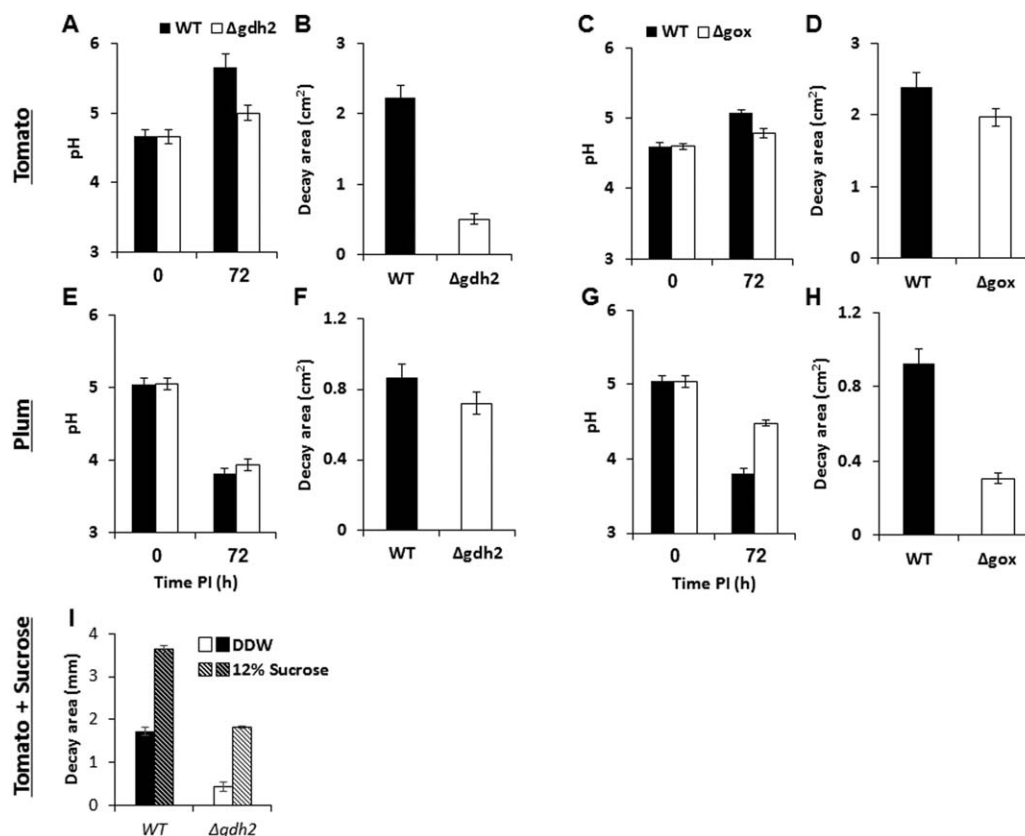 A
WT Δgdh2
6
5
4
3
pH
0 72
B
3
2
1
0
Decay area (cm²)
WT Δgdh2
C
WT Δgox
6
5
4
3
pH
0 72
D
3
2
1
0
Decay area (cm²)
WT Δgox
Tomato
E
6
5
4
3
pH
0 72
Time PI (h)
F
1.2
0.8
0.4
0
Decay area (cm²)
WT Δgdh2
G
6
5
4
3
pH
0 72
Time PI (h)
H
1.2
0.8
0.4
0
Decay area (cm²)
WT Δgox
Plum
I
4
3
2
1
0
Decay area (mm)
DDW
12% Sucrose
WT Δgdh2
Tomato + Sucrose